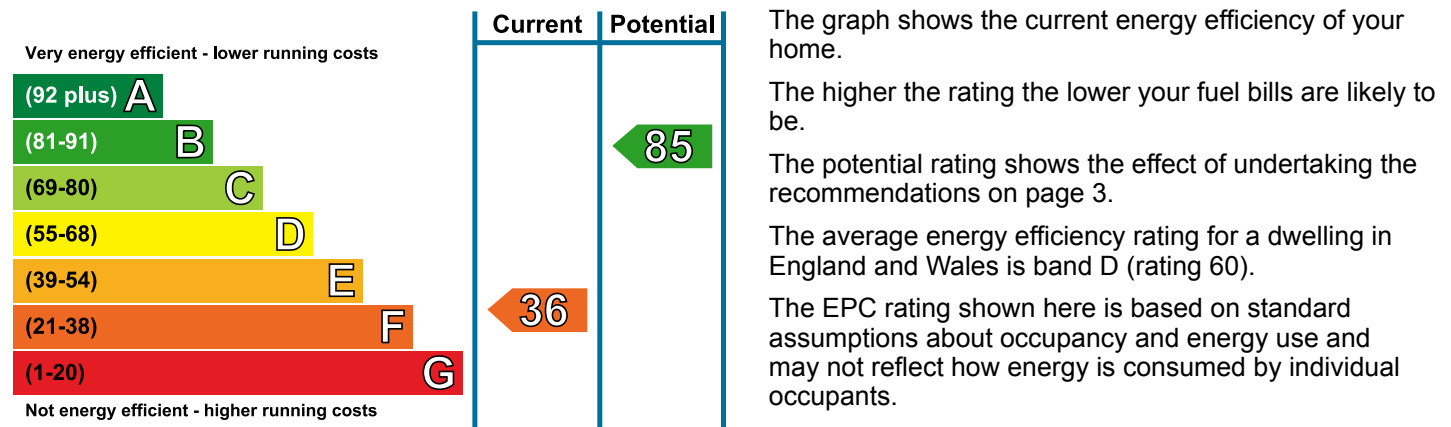 Current Potential
Very energy efficient - lower running costs
(92 plus) A
(81-91) B
(69-80) C
(55-68) D
(39-54) E
(21-38) F
(1-20) G
Not energy efficient - higher running costs
85
36
The graph shows the current energy efficiency of your
home.
The higher the rating the lower your fuel bills are likely to
be.
The potential rating shows the effect of undertaking the
recommendations on page 3.
The average energy efficiency rating for a dwelling in
England and Wales is band D (rating 60).
The EPC rating shown here is based on standard
assumptions about occupancy and energy use and
may not reflect how energy is consumed by individual
occupants.